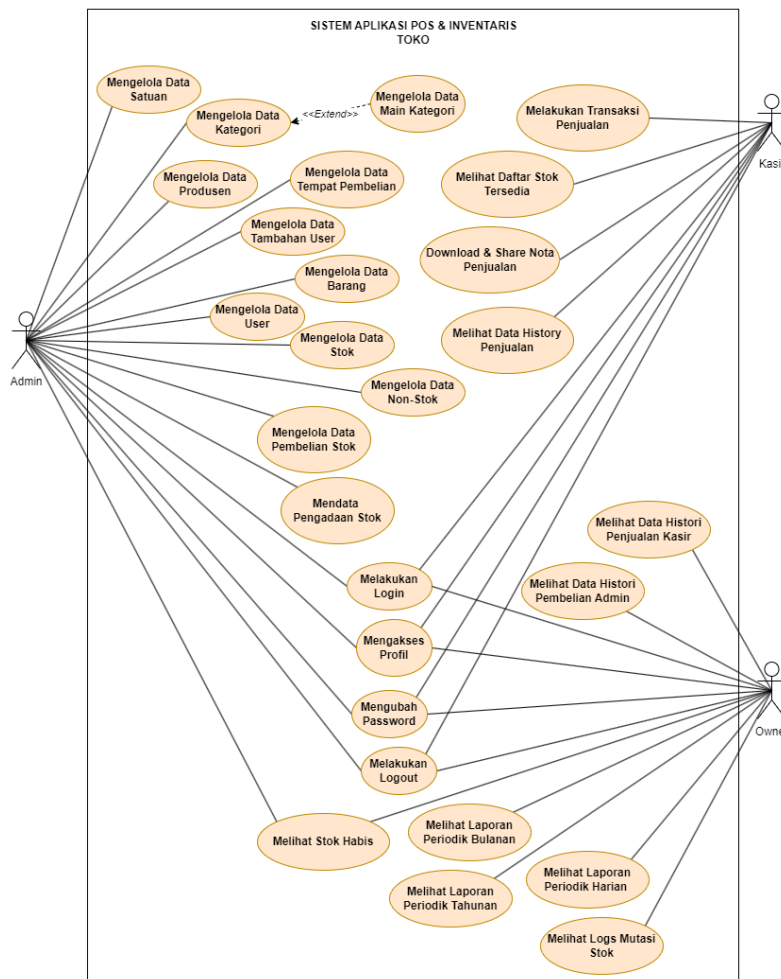 SISTEM APLIKASI POS & INVENTARIS
TOKO
Mengelola Data
Satuan
Mengelola Data
Kategori
<<Extend>>
Mengelola Data
Main Kategori
Melakukan Transaksi
Penjualan
Kasir
Mengelola Data
Produsen
Mengelola Data
Tempat Pembelian
Melihat Daftar Stok
Tersedia
Mengelola Data
Tambahan User
Download & Share Nota
Penjualan
Mengelola Data
Barang
Mengelola Data
User
Mengelola Data
Stok
Melihat Data History
Penjualan
Admin
Mengelola Data
Non-Stok
Mengelola Data
Pembelian Stok
Mendata
Pengadaan Stok
Melihat Data Histori
Penjualan Kasir
Melakukan
Login
Melihat Data Histori
Pembelian Admin
Mengakses
Profil
Mengubah
Password
Owne
Melakukan
Logout
Melihat Stok Habis
Melihat Laporan
Periodik Bulanan
Melihat Laporan
Periodik Tahunan
Melihat Laporan
Periodik Harian
Melihat Logs Mutasi
Stok